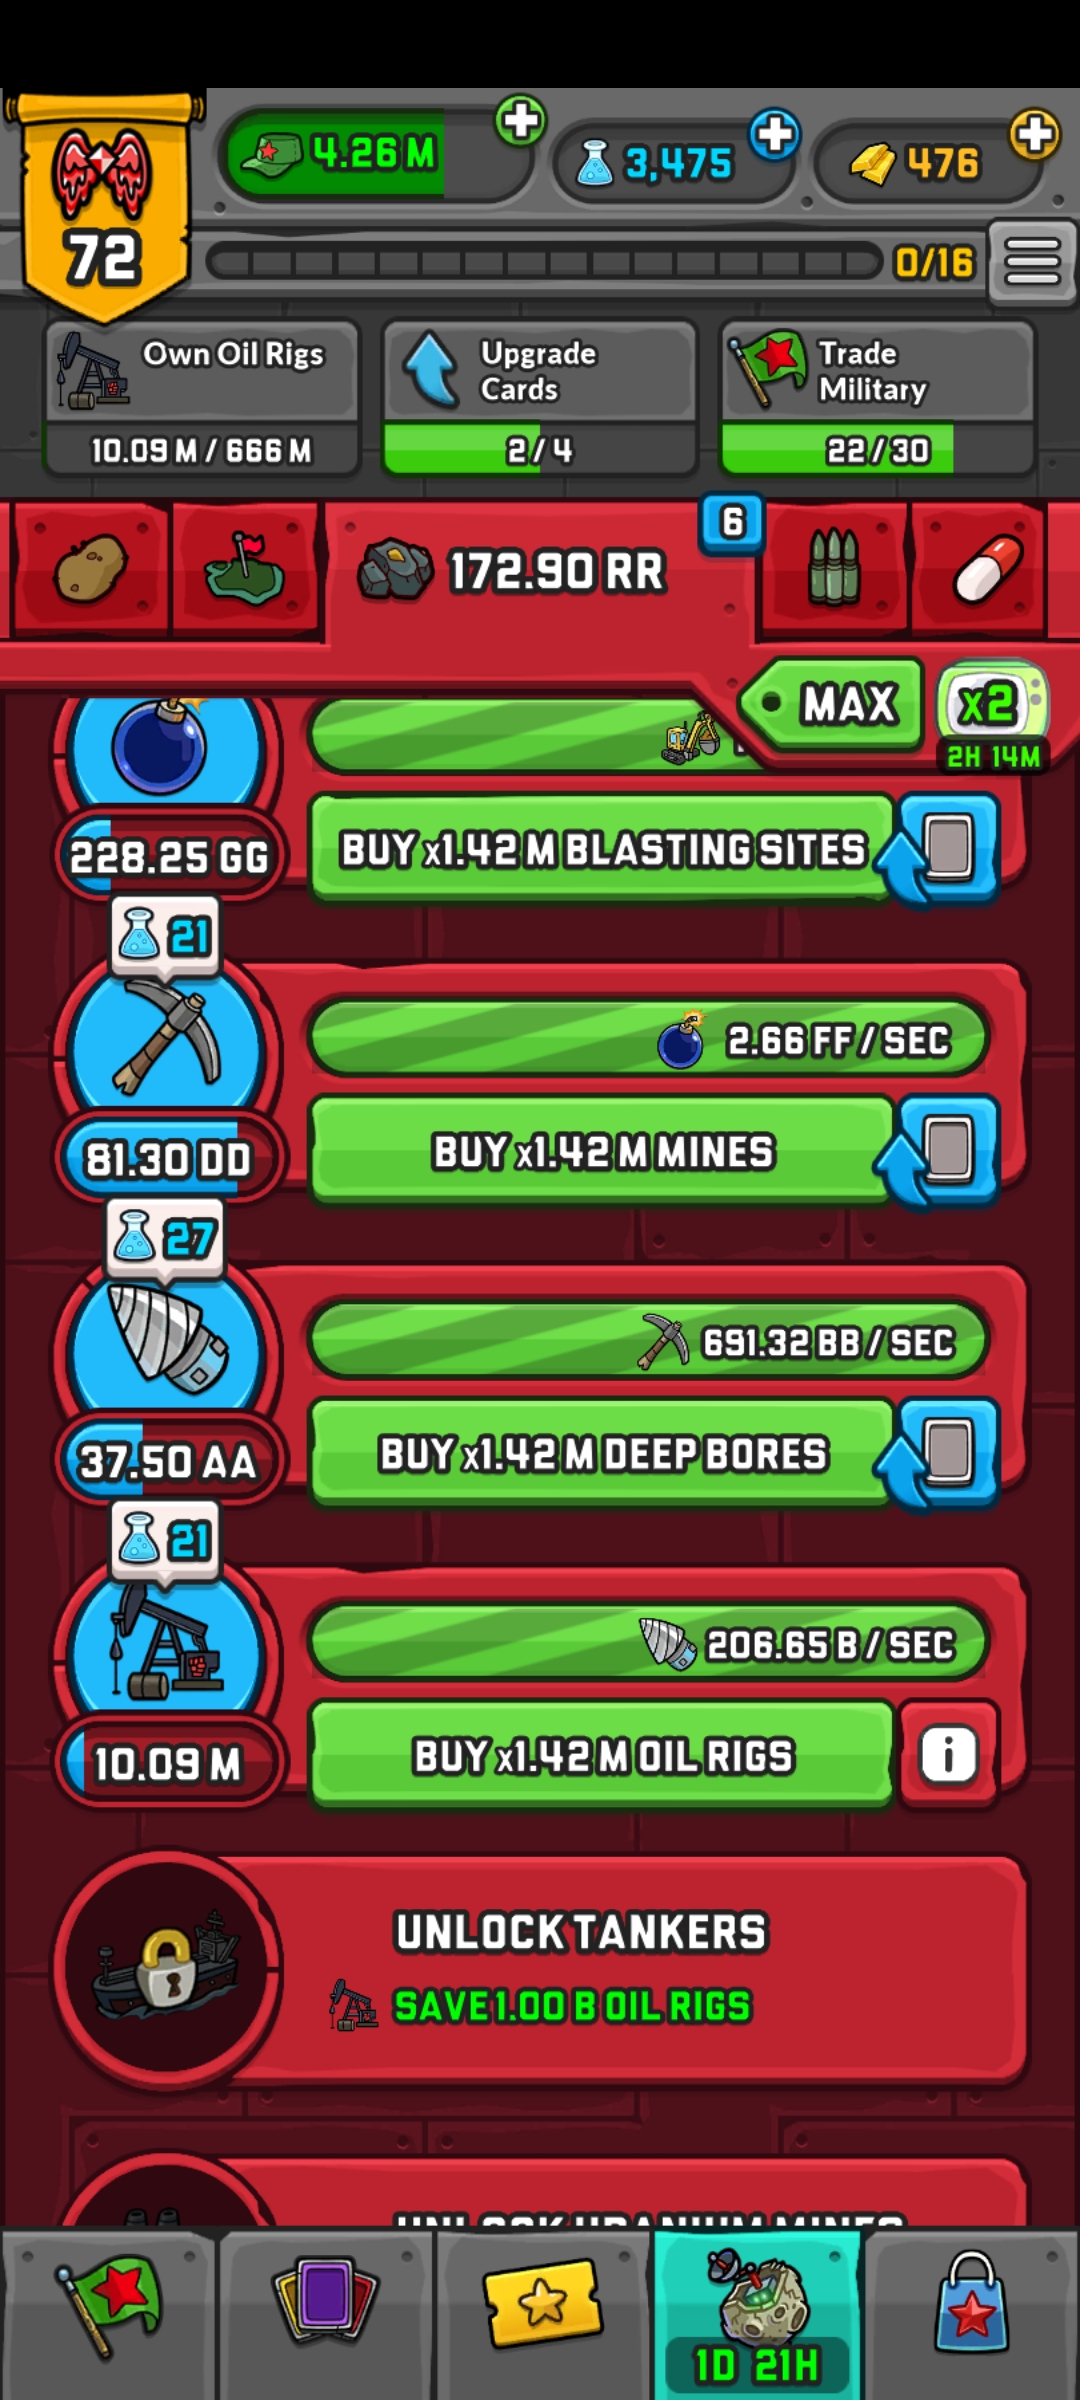 4.26 M
3,475
476
72
0/16
Own Oil Rigs
10.09 M / 666 M
Upgrade
Cards
2/4
Trade
Military
22/30
172.90 RR
6
MAX
x2
2H 14M
228.25 GG
BUY x1.42 M BLASTING SITES
21
2.66 FF / SEC
81.30 DD
BUY x1.42 M MINES
27
691.32 BB / SEC
37.50 AA
BUY x1.42 M DEEP BORES
21
206.65 B / SEC
10.09 M
BUY x1.42 M OIL RIGS
i
UNLOCK TANKERS
SAVE 1.00 B OIL RIGS
UNLOCK URANIUM MINES
1D 21H